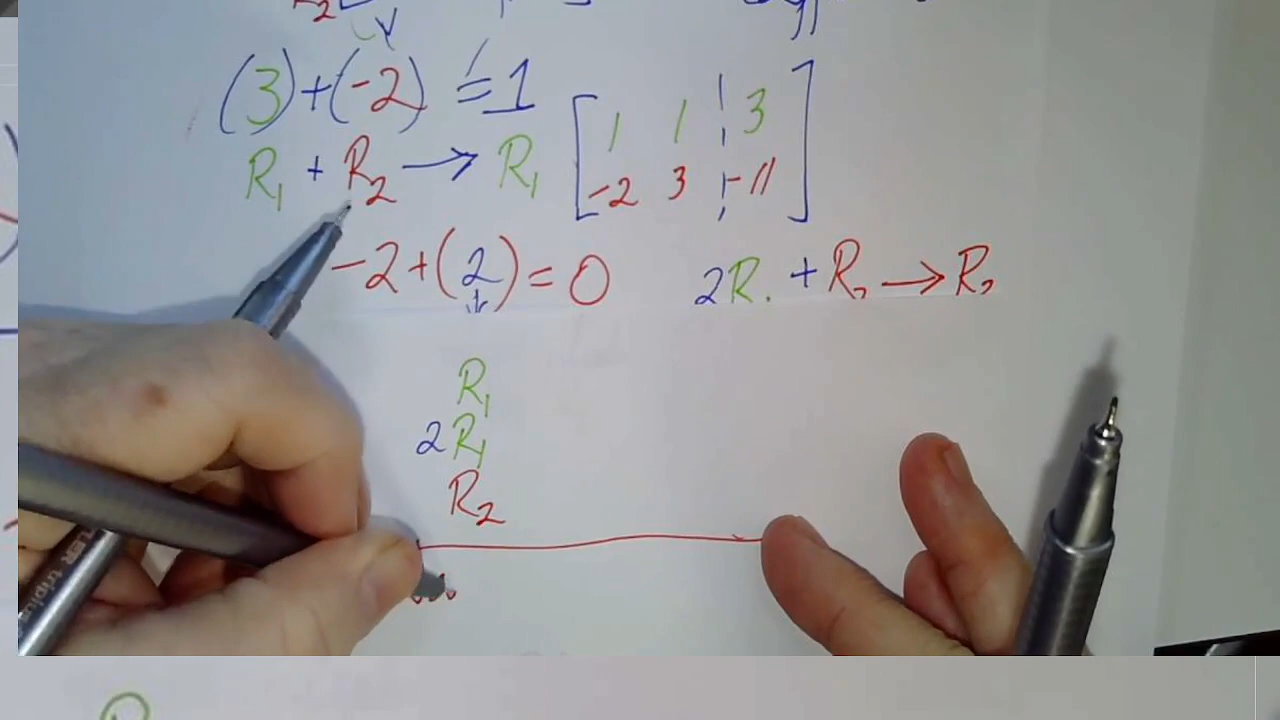 (3)+(-2) = 1
R₁ + R₂ → R₁ [ 1 1 ¦ 3
-2 3 ¦ -11 ]
-2+(2)=0 2R₁ + R₂ → R₂
R₁
2R₁
R₂